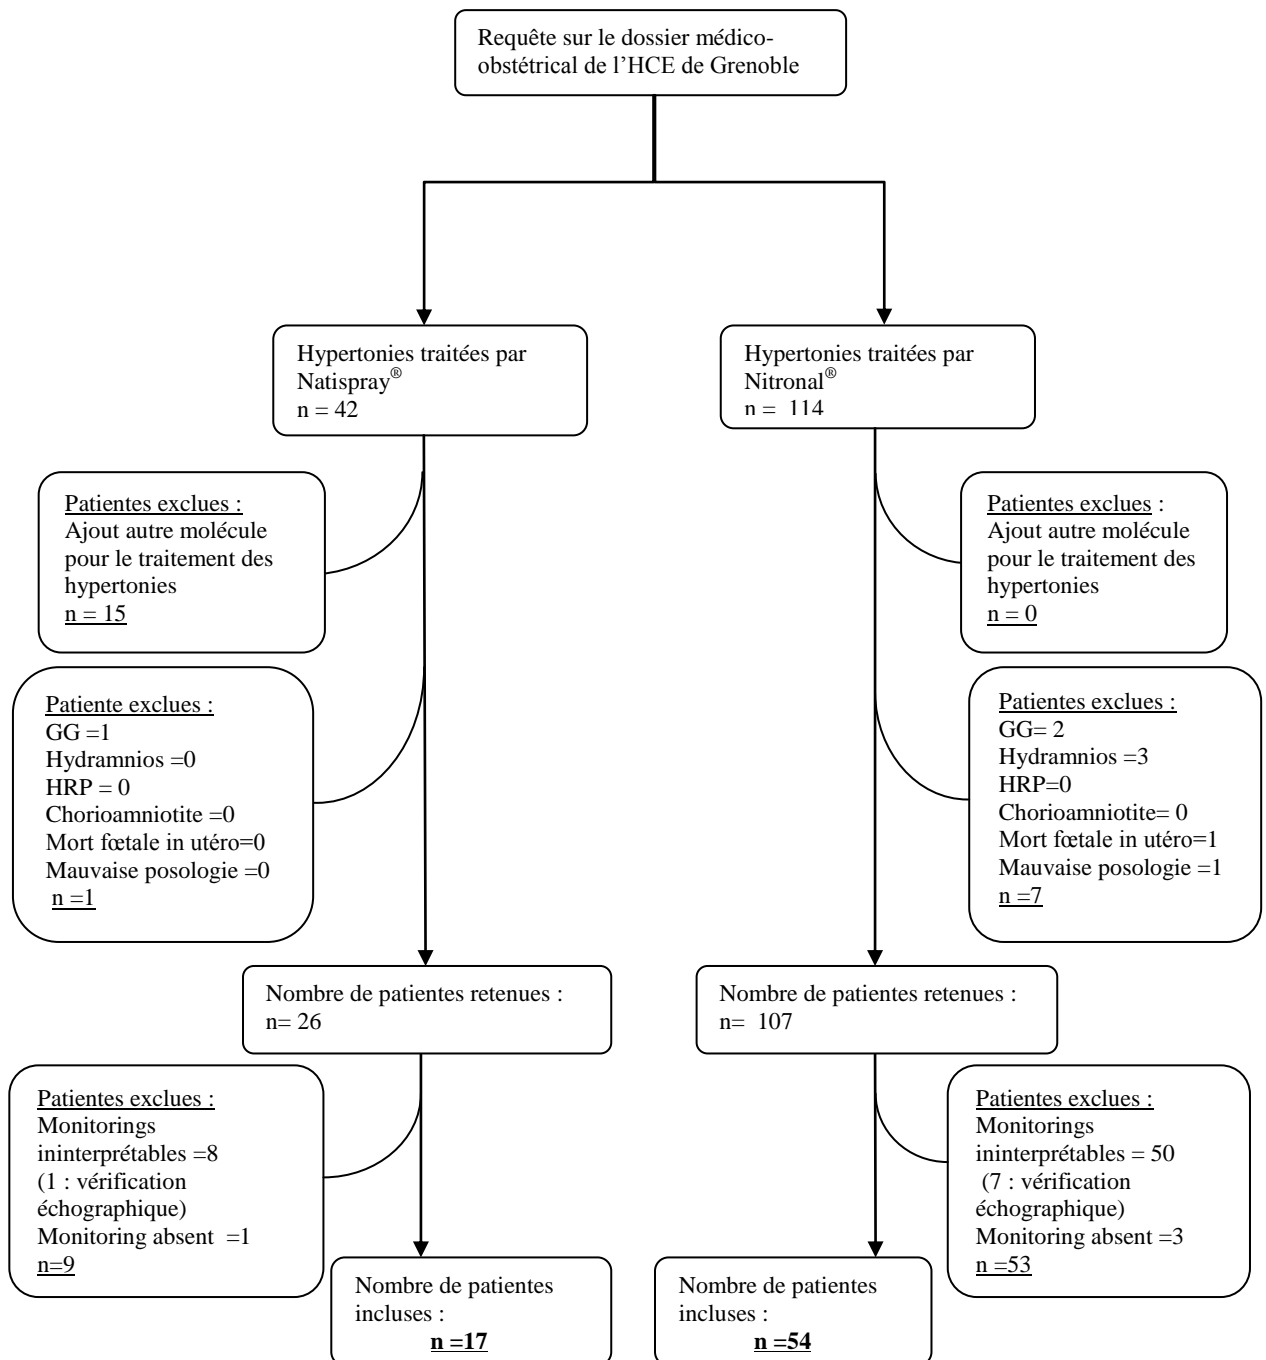 Requête sur le dossier médico-
obstétrical de l’HCE de Grenoble
Hypertonies traitées par
Natispray®
n = 42
Hypertonies traitées par
Nitronal®
n = 114
Patientes exclues :
Ajout autre molécule
pour le traitement des
hypertonies
n = 15
Patientes exclues :
Ajout autre molécule
pour le traitement des
hypertonies
n = 0
Patiente exclues :
GG =1
Hydramnios =0
HRP = 0
Chorioamniotite =0
Mort fœtale in utéro=0
Mauvaise posologie =0
n =1
Patientes exclues :
GG= 2
Hydramnios =3
HRP=0
Chorioamniotite= 0
Mort fœtale in utéro=1
Mauvaise posologie =1
n =7
Nombre de patientes retenues :
n= 26
Nombre de patientes retenues :
n= 107
Patientes exclues :
Monitorings
ininterprétables =8
(1 : vérification
échographique)
Monitoring absent =1
n=9
Patientes exclues :
Monitorings
ininterprétables = 50
(7 : vérification
échographique)
Monitoring absent =3
n =53
Nombre de patientes
incluses :
n =17
Nombre de patientes
incluses :
n =54